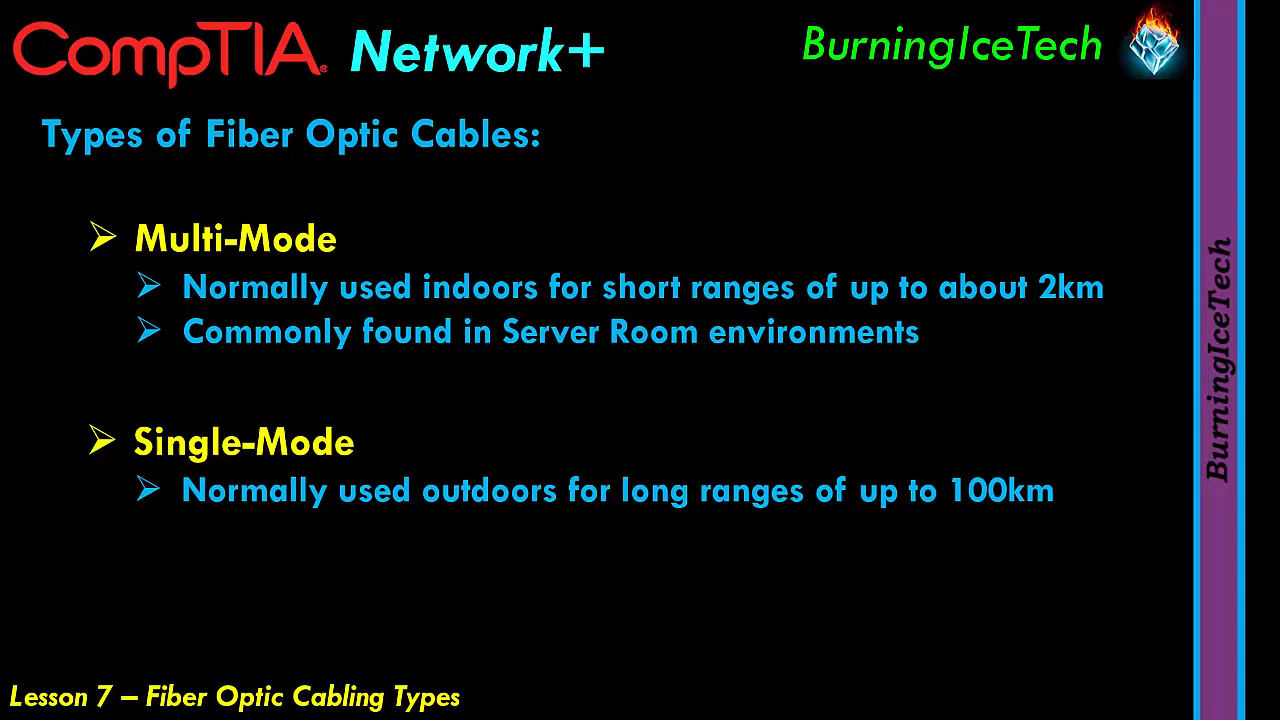 CompTIA® Network+
BurningIceTech
Types of Fiber Optic Cables:
➢ Multi-Mode
➢ Normally used indoors for short ranges of up to about 2km
➢ Commonly found in Server Room environments
➢ Single-Mode
➢ Normally used outdoors for long ranges of up to 100km
Lesson 7 – Fiber Optic Cabling Types
BurningIceTech